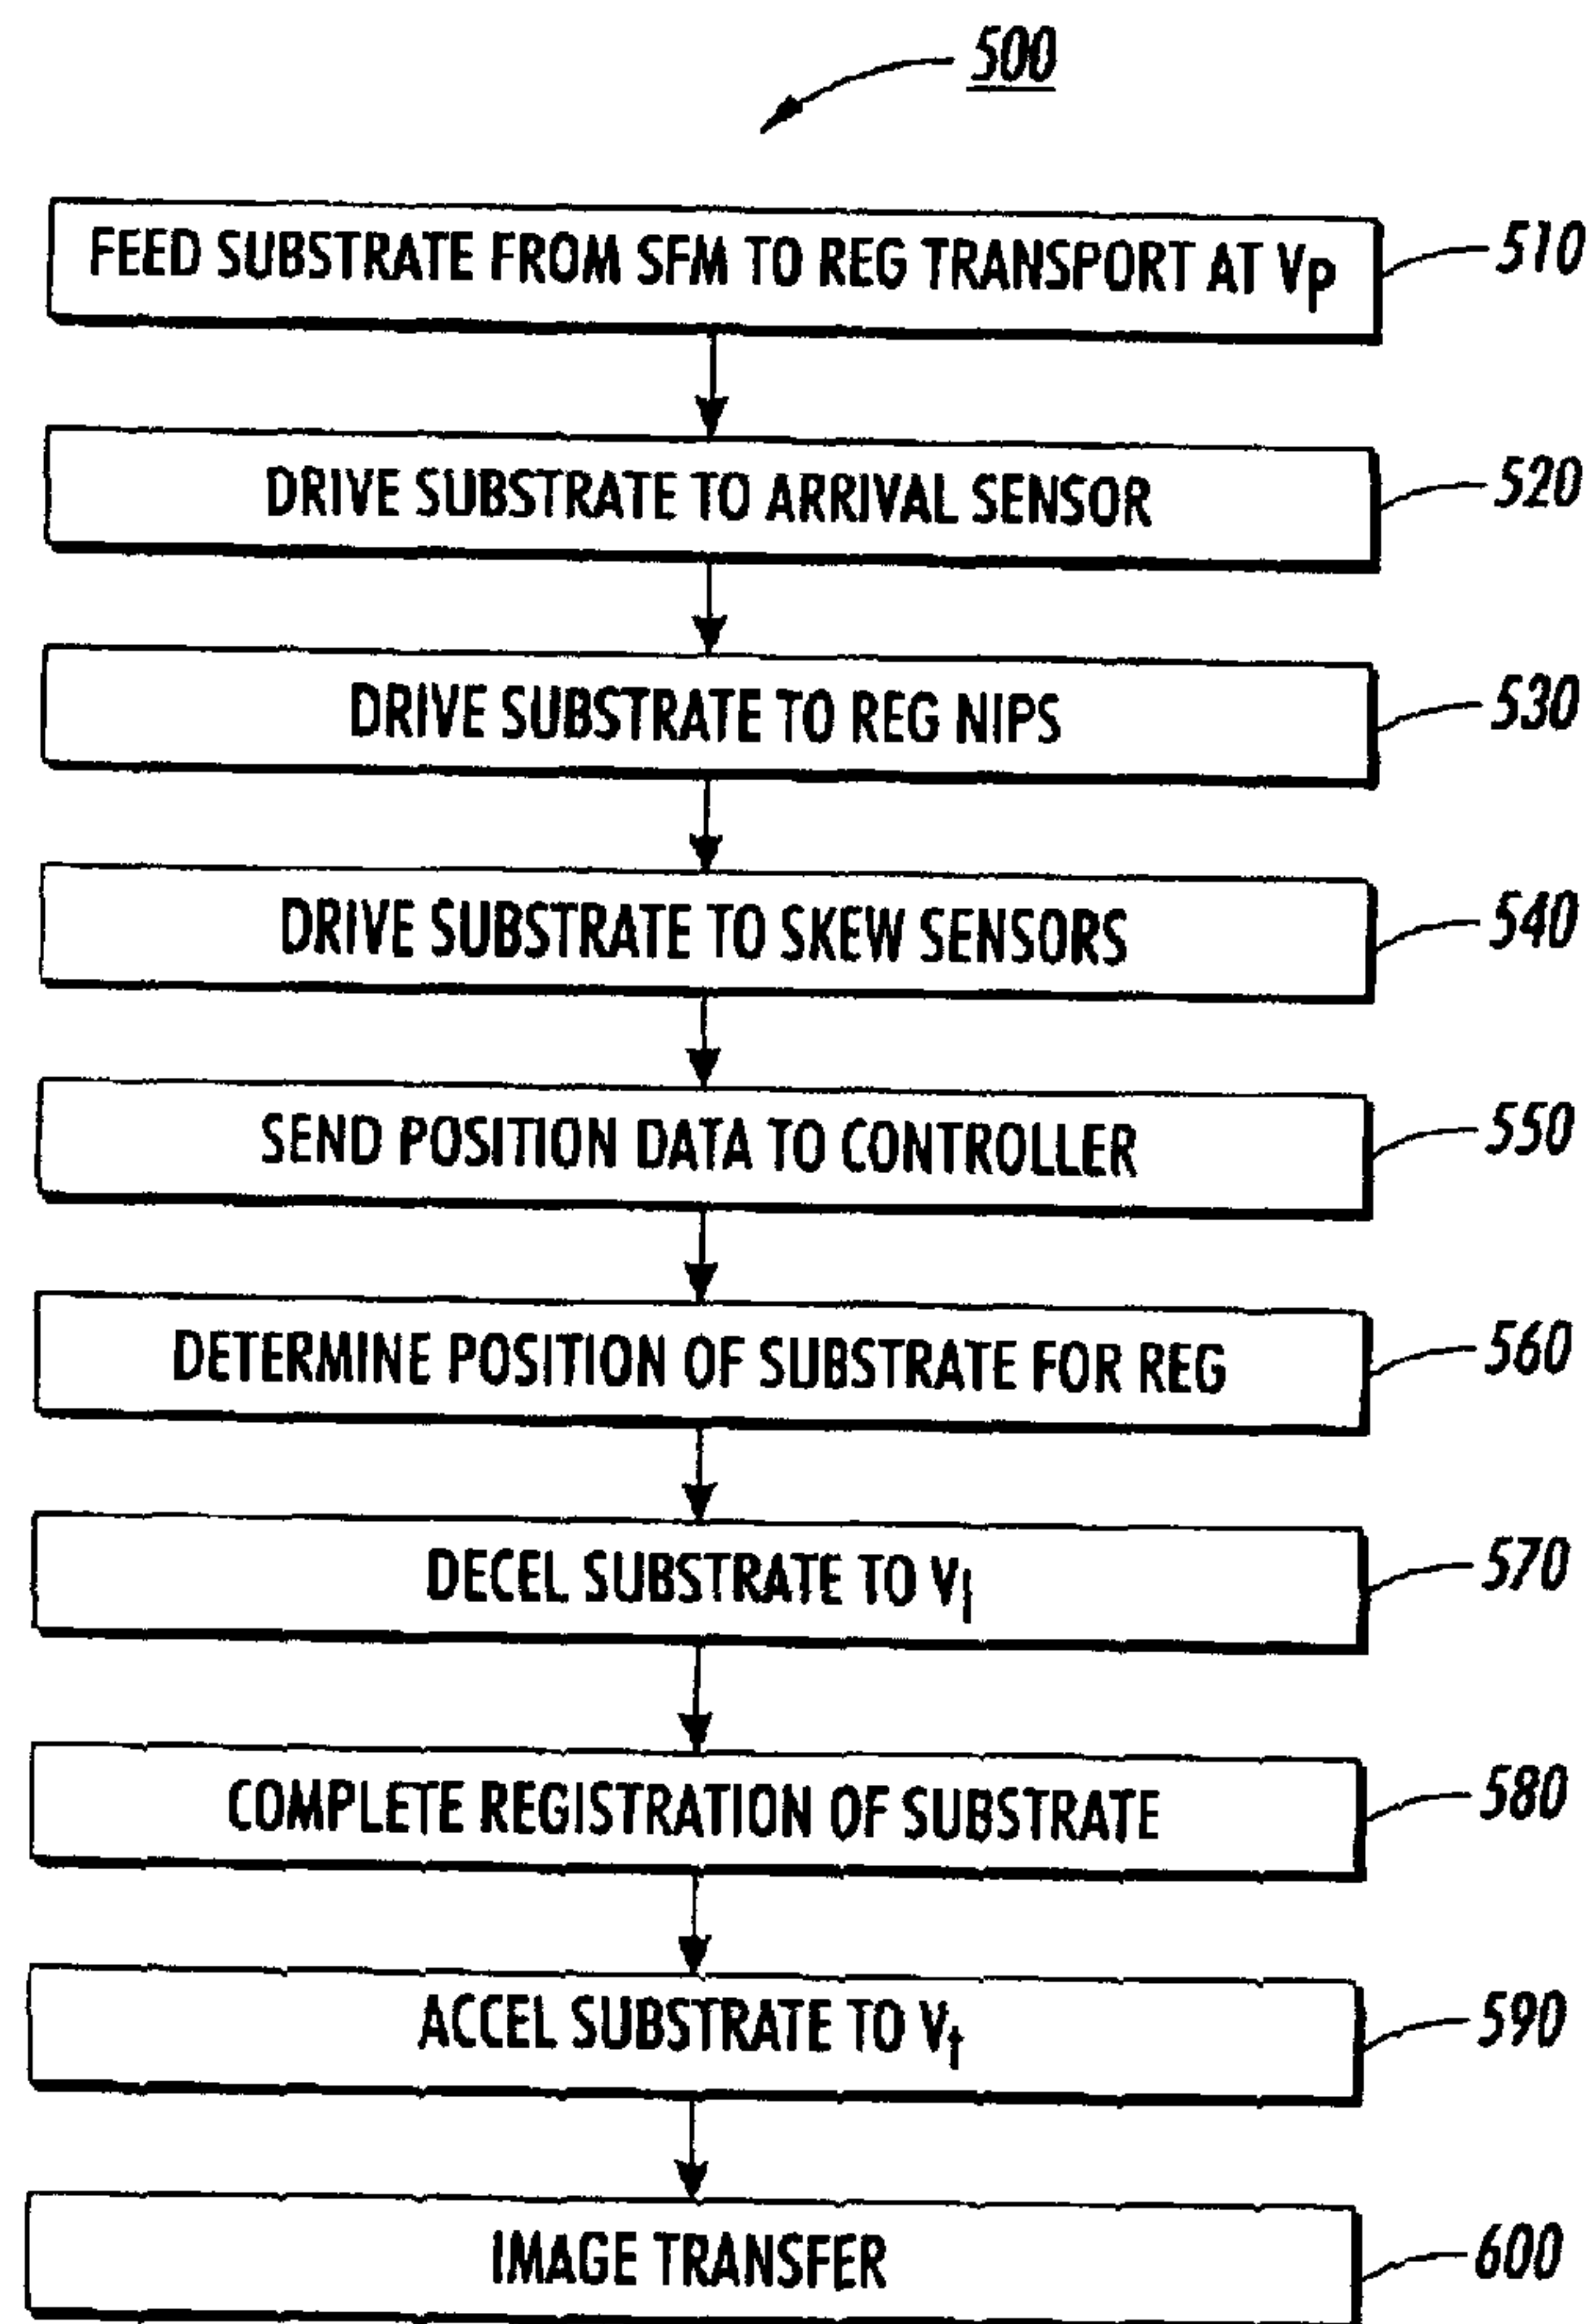 500
FEED SUBSTRATE FROM SFM TO REG TRANSPORT AT Vp
510
DRIVE SUBSTRATE TO ARRIVAL SENSOR
520
DRIVE SUBSTRATE TO REG NIPS
530
DRIVE SUBSTRATE TO SKEW SENSORS
540
SEND POSITION DATA TO CONTROLLER
550
DETERMINE POSITION OF SUBSTRATE FOR REG
560
DECEL SUBSTRATE TO Vl
570
COMPLETE REGISTRATION OF SUBSTRATE
580
ACCEL SUBSTRATE TO Vt
590
IMAGE TRANSFER
600